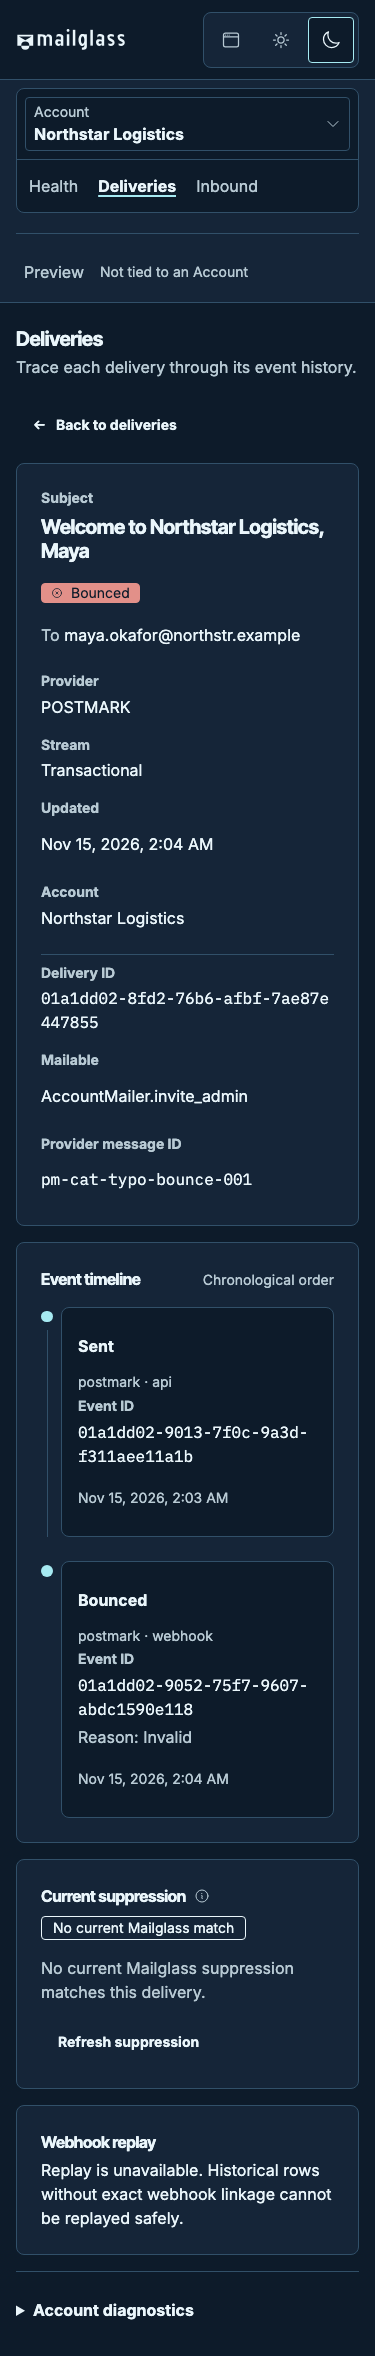 mailglass
Account
Northstar Logistics
Health Deliveries Inbound
Preview Not tied to an Account
Deliveries
Trace each delivery through its event history.
← Back to deliveries
Subject
Welcome to Northstar Logistics,
Maya
Bounced
To maya.okafor@northstr.example
Provider
POSTMARK
Stream
Transactional
Updated
Nov 15, 2026, 2:04 AM
Account
Northstar Logistics
Delivery ID
01a1dd02-8fd2-76b6-afbf-7ae87e
447855
Mailable
AccountMailer.invite_admin
Provider message ID
pm-cat-typo-bounce-001
Event timeline Chronological order
Sent
postmark · api
Event ID
01a1dd02-9013-7f0c-9a3d-
f311aee11a1b
Nov 15, 2026, 2:03 AM
Bounced
postmark · webhook
Event ID
01a1dd02-9052-75f7-9607-
abdc1590e118
Reason: Invalid
Nov 15, 2026, 2:04 AM
Current suppression
No current Mailglass match
No current Mailglass suppression
matches this delivery.
Refresh suppression
Webhook replay
Replay is unavailable. Historical rows
without exact webhook linkage cannot
be replayed safely.
Account diagnostics